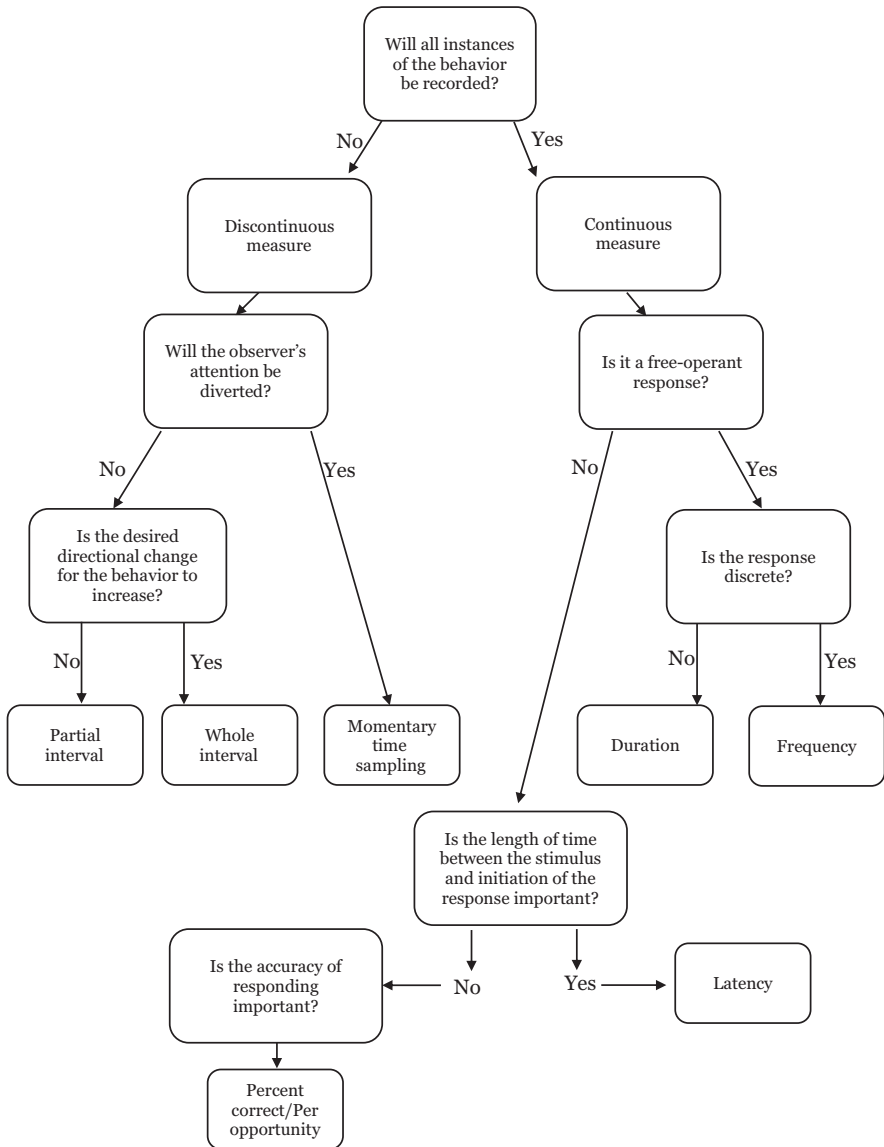 Will all instances
of the behavior
be recorded?
No
Yes
Discontinuous
measure
Continuous
measure
Will the observer's
attention be
diverted?
Is it a free-operant
response?
No
Yes
No
Yes
Is the desired
directional change
for the behavior to
increase?
Is the response
discrete?
No
Yes
No
Yes
Partial
interval
Whole
interval
Momentary
time
sampling
Duration
Frequency
Is the length of time
between the stimulus
and initiation of the
response important?
Is the accuracy of
responding
important?
No
Yes
Latency
Percent
correct/Per
opportunity